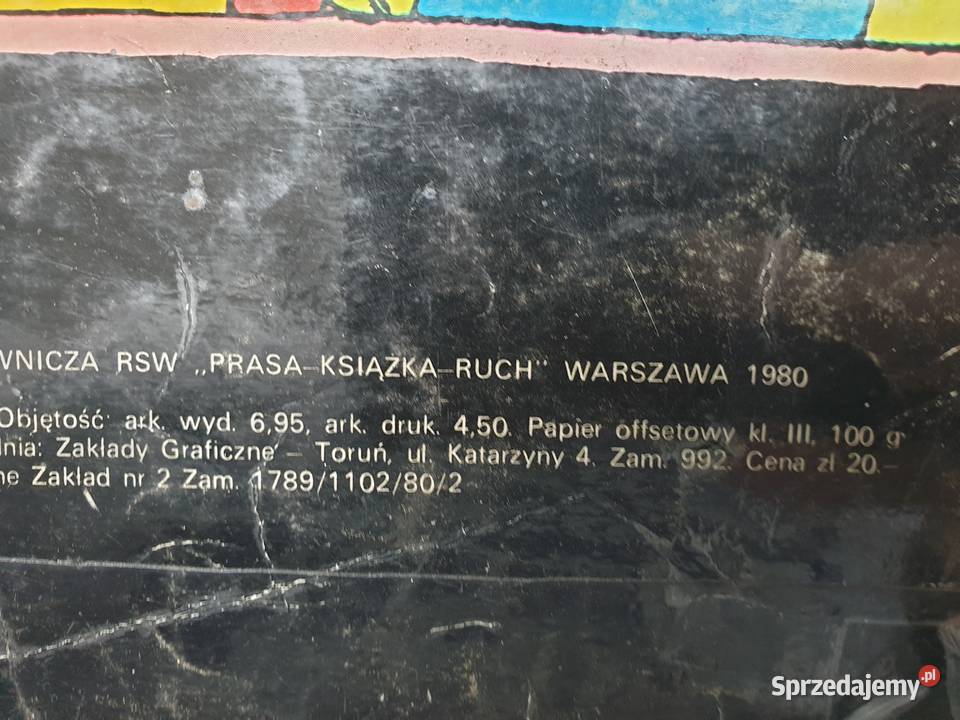 WNICZA RSW „PRASA–KSIĄŻKA–RUCH” WARSZAWA 1980
Objętość: ark. wyd. 6,95, ark. druk. 4,50. Papier offsetowy kl. III, 100 g
lnia: Zakłady Graficzne – Toruń, ul. Katarzyny 4. Zam. 992. Cena zł 20.–
ne Zakład nr 2 Zam. 1789/1102/80/2
Sprzedajemy.pl